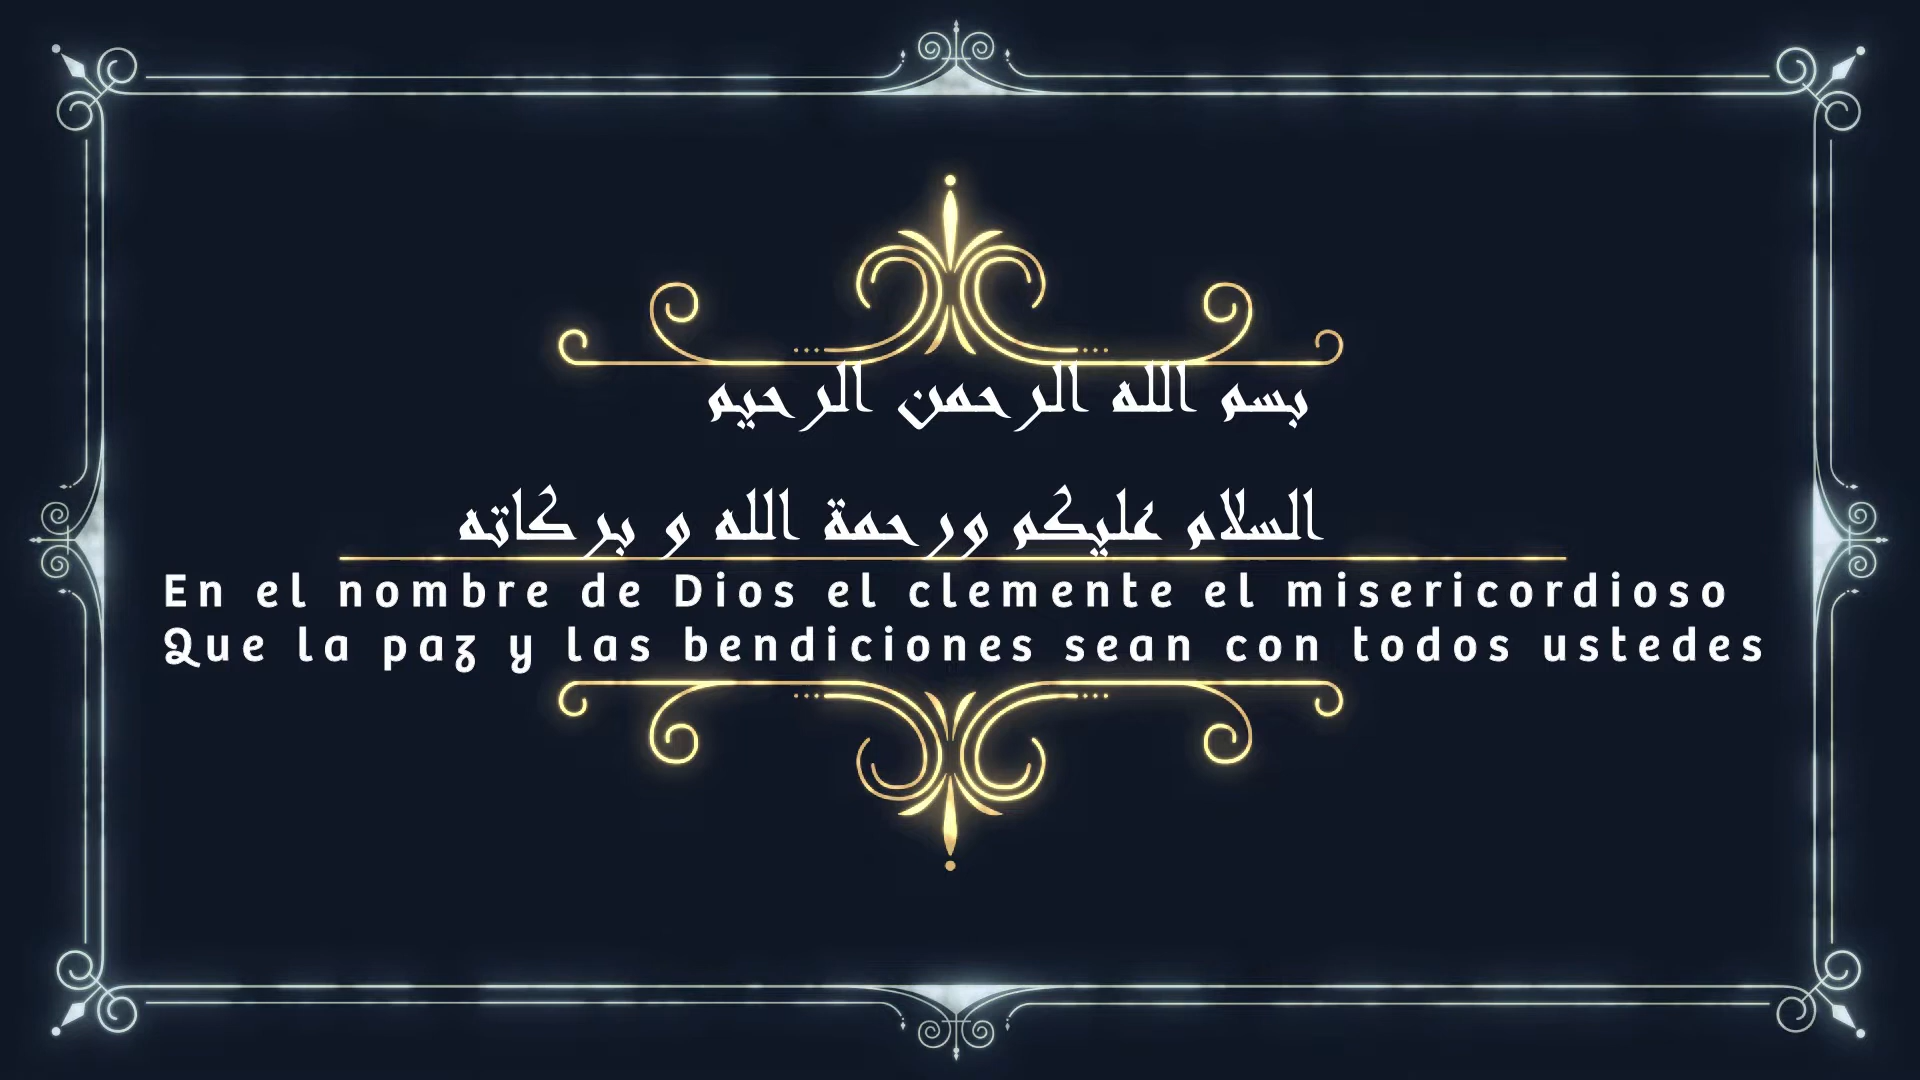 بسم الله الرحمن الرحيم
السلام عليكم ورحمة الله و بركاته
En el nombre de Dios el clemente el misericordioso
Que la paz y las bendiciones sean con todos ustedes